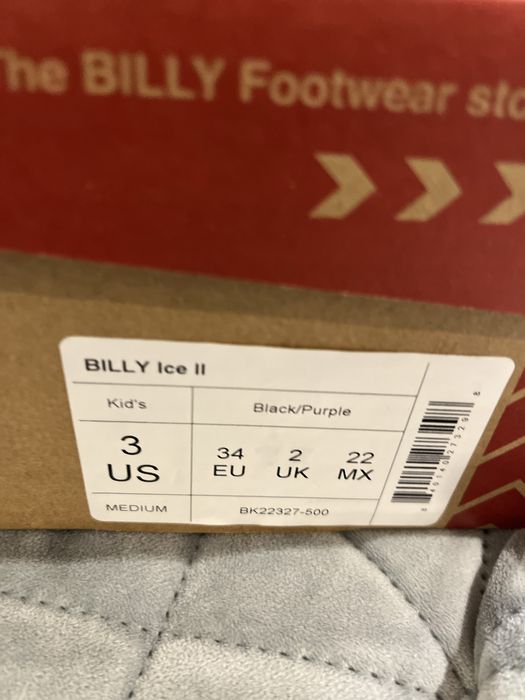 The BILLY Footwear sto
BILLY Ice II
Kid's
Black/Purple
3
US
34
EU
2
UK
22
MX
MEDIUM
BK22327-500